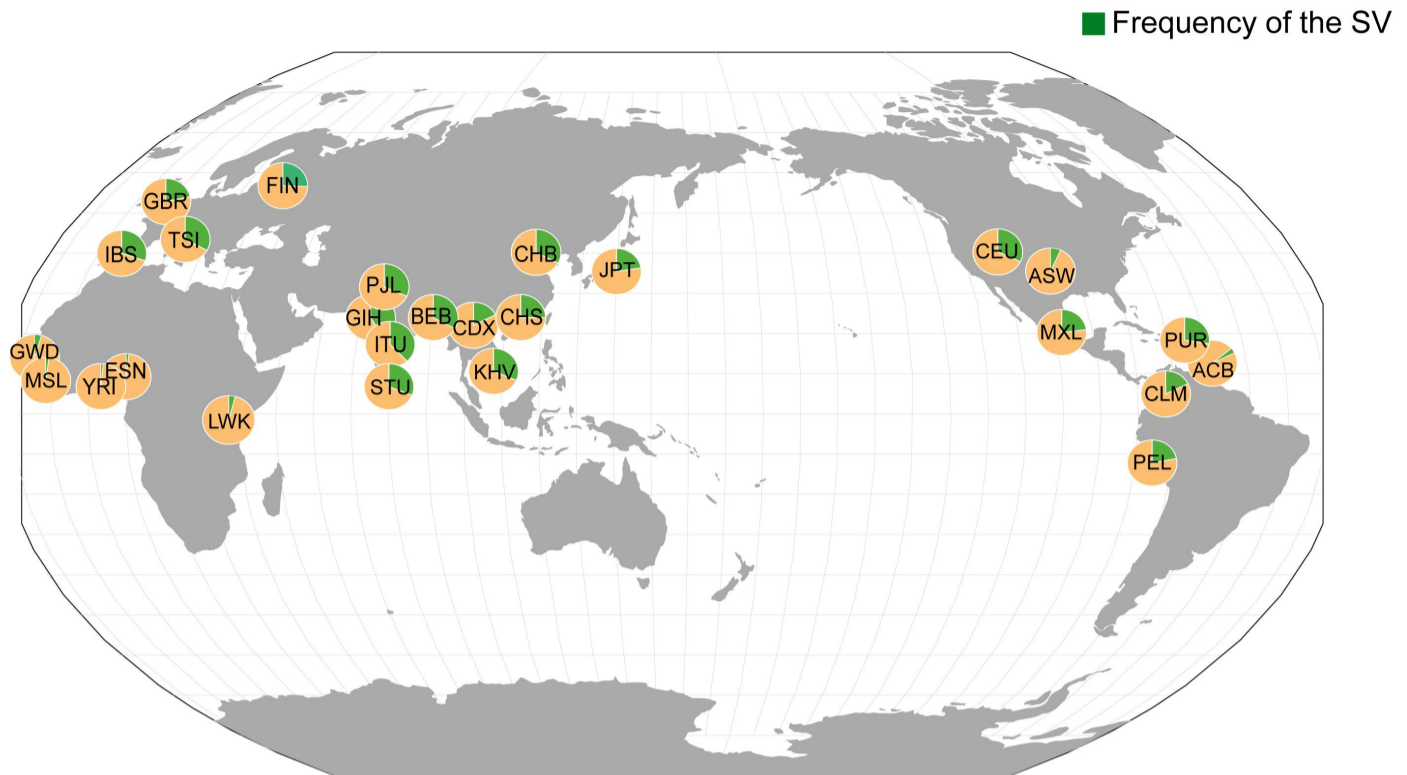 Frequency of the SV
FIN
GBR
TSI
IBS
CHB
JPT
CEU
ASW
PJL
GIH
BEB
CDX
CHS
ITU
MXL
PUR
GWD
ACB
ESN
MSL
YRI
KHV
STU
CLM
LWK
PEL